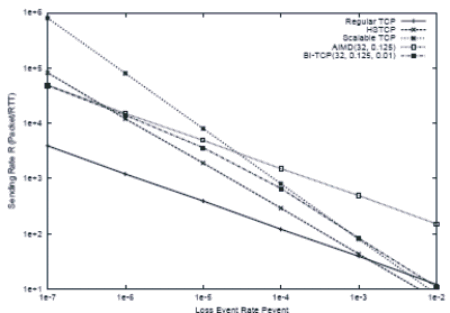 1e+6
1e+5
1e+4
1e+3
1e+2
1e+1
Sending Rate R (Packet/RTT)
Regular TCP
HSTCP
Scalable TCP
AIMD(32, 0.125)
BI-TCP(32, 0.125, 0.01)
1e-7
1e-6
1e-5
1e-4
1e-3
1e-2
Loss Event Rate Pevent